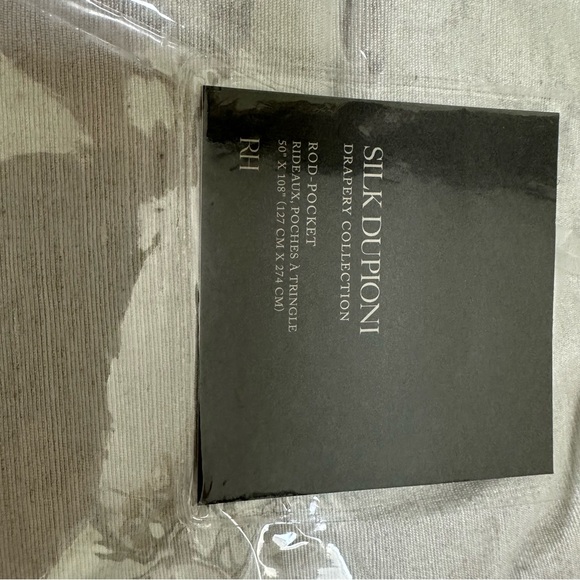 SILK DUPIONI
DRAPERY COLLECTION
ROD-POCKET
RIDEAUX, POCHES À TRINGLE
50" X 108" (127 CM X 274 CM)
RH